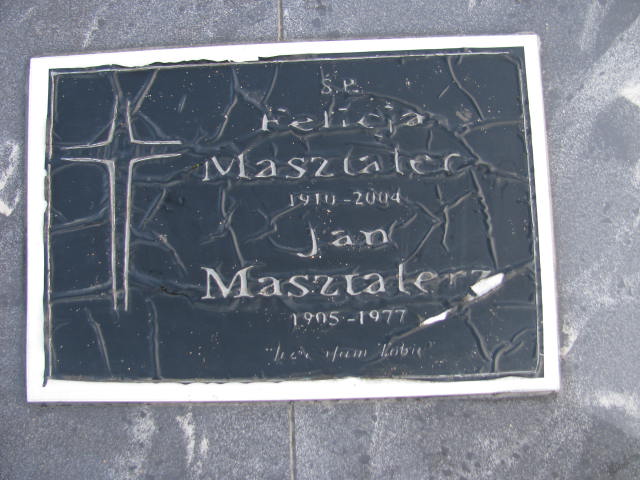 Ś.P.
Felicja
Masztaler
1910-2004
Jan
Masztalerz
1905-1977